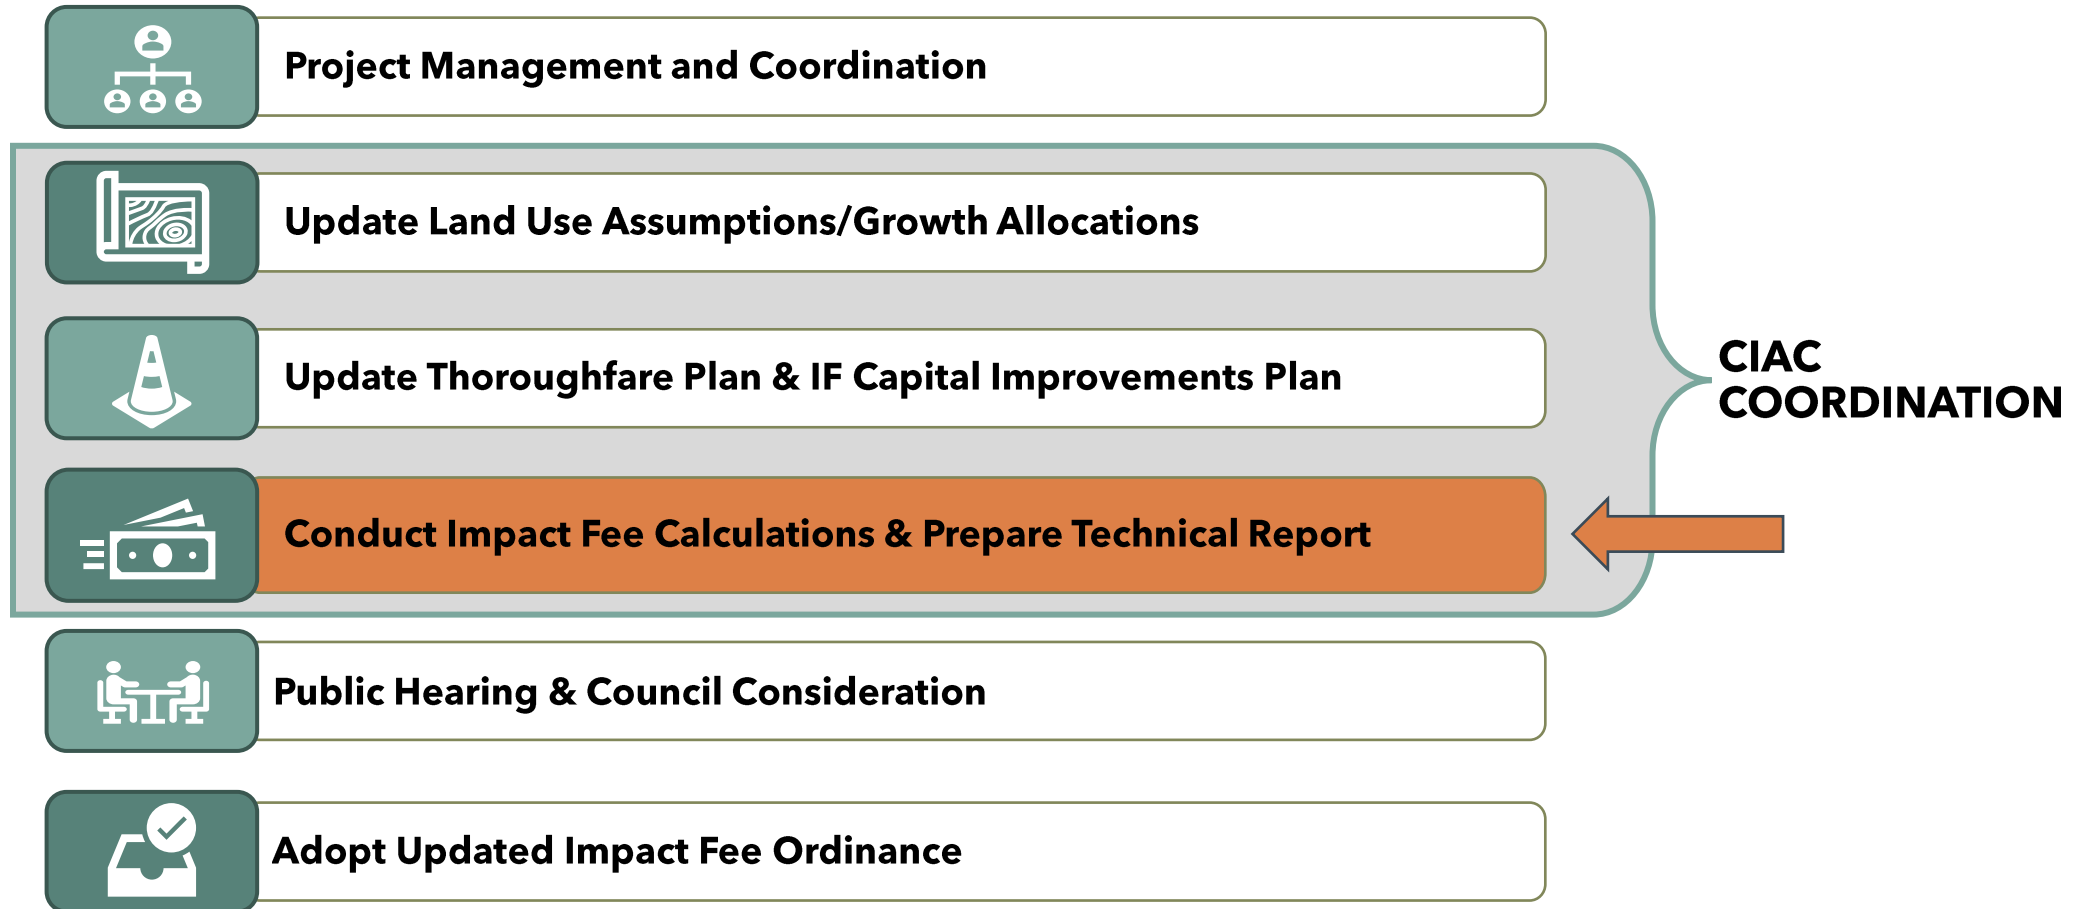 Project Management and Coordination
Update Land Use Assumptions/Growth Allocations
Update Thoroughfare Plan & IF Capital Improvements Plan
CIAC
COORDINATION
Conduct Impact Fee Calculations & Prepare Technical Report
Public Hearing & Council Consideration
Adopt Updated Impact Fee Ordinance